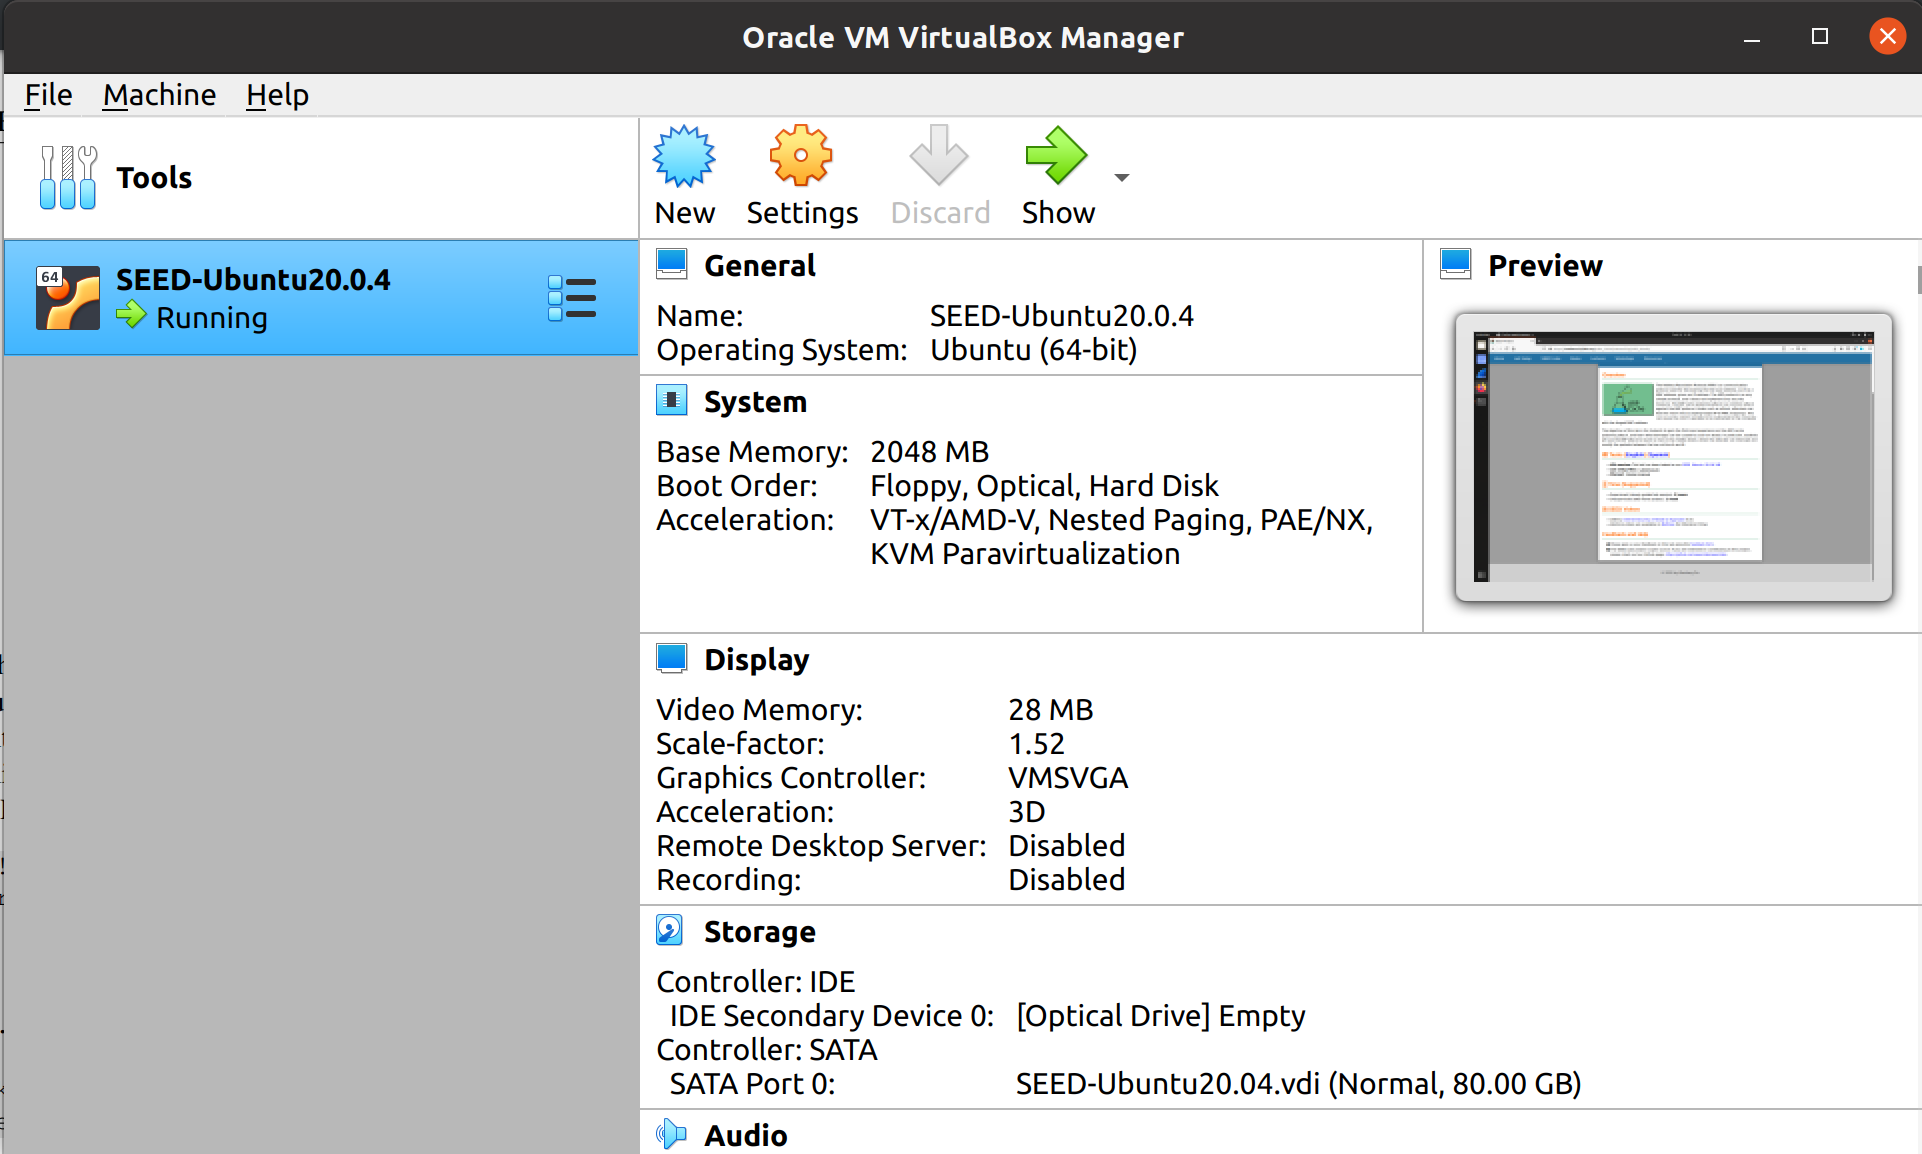 Oracle VM VirtualBox Manager
File Machine Help
Tools
New Settings Discard Show
64
SEED-Ubuntu20.0.4
Running
General
Name: SEED-Ubuntu20.0.4
Operating System: Ubuntu (64-bit)
Preview
System
Base Memory: 2048 MB
Boot Order: Floppy, Optical, Hard Disk
Acceleration: VT-x/AMD-V, Nested Paging, PAE/NX,
KVM Paravirtualization
Display
Video Memory: 28 MB
Scale-factor: 1.52
Graphics Controller: VMSVGA
Acceleration: 3D
Remote Desktop Server: Disabled
Recording: Disabled
Storage
Controller: IDE
IDE Secondary Device 0: [Optical Drive] Empty
Controller: SATA
SATA Port 0: SEED-Ubuntu20.04.vdi (Normal, 80.00 GB)
Audio